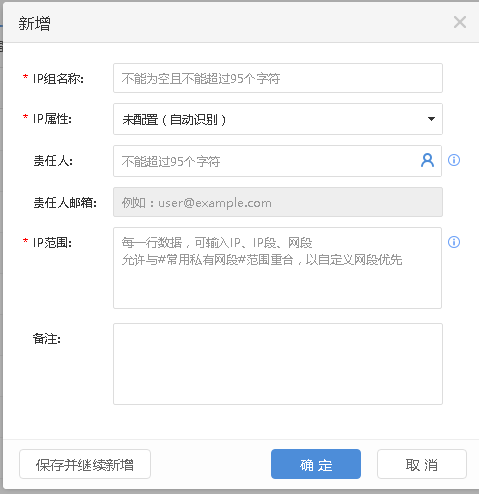 新增
* IP组名称: 不能为空且不能超过95个字符
* IP属性: 未配置（自动识别）
责任人: 不能超过95个字符
责任人邮箱: 例如：user@example.com
* IP范围: 每一行数据，可输入IP、IP段、网段
允许与#常用私有网段#范围重合，以自定义网段优先
备注:
保存并继续新增 确定 取消